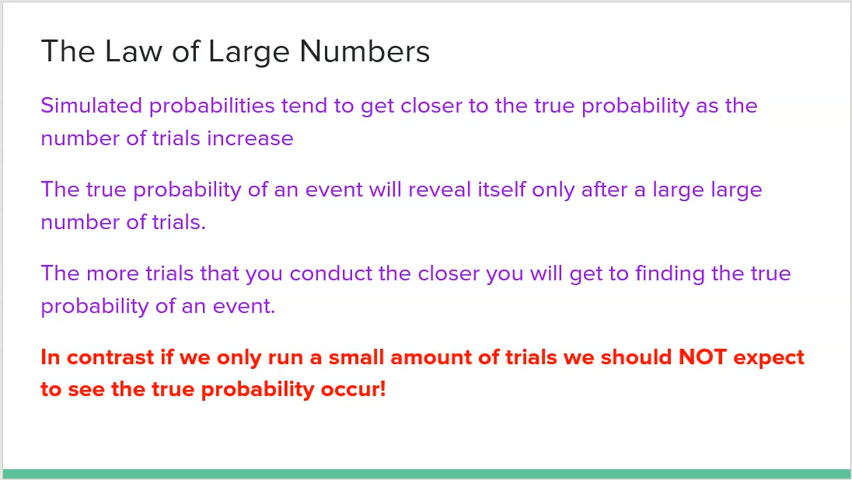 The Law of Large Numbers
Simulated probabilities tend to get closer to the true probability as the
number of trials increase
The true probability of an event will reveal itself only after a large large
number of trials.
The more trials that you conduct the closer you will get to finding the true
probability of an event.
In contrast if we only run a small amount of trials we should NOT expect
to see the true probability occur!